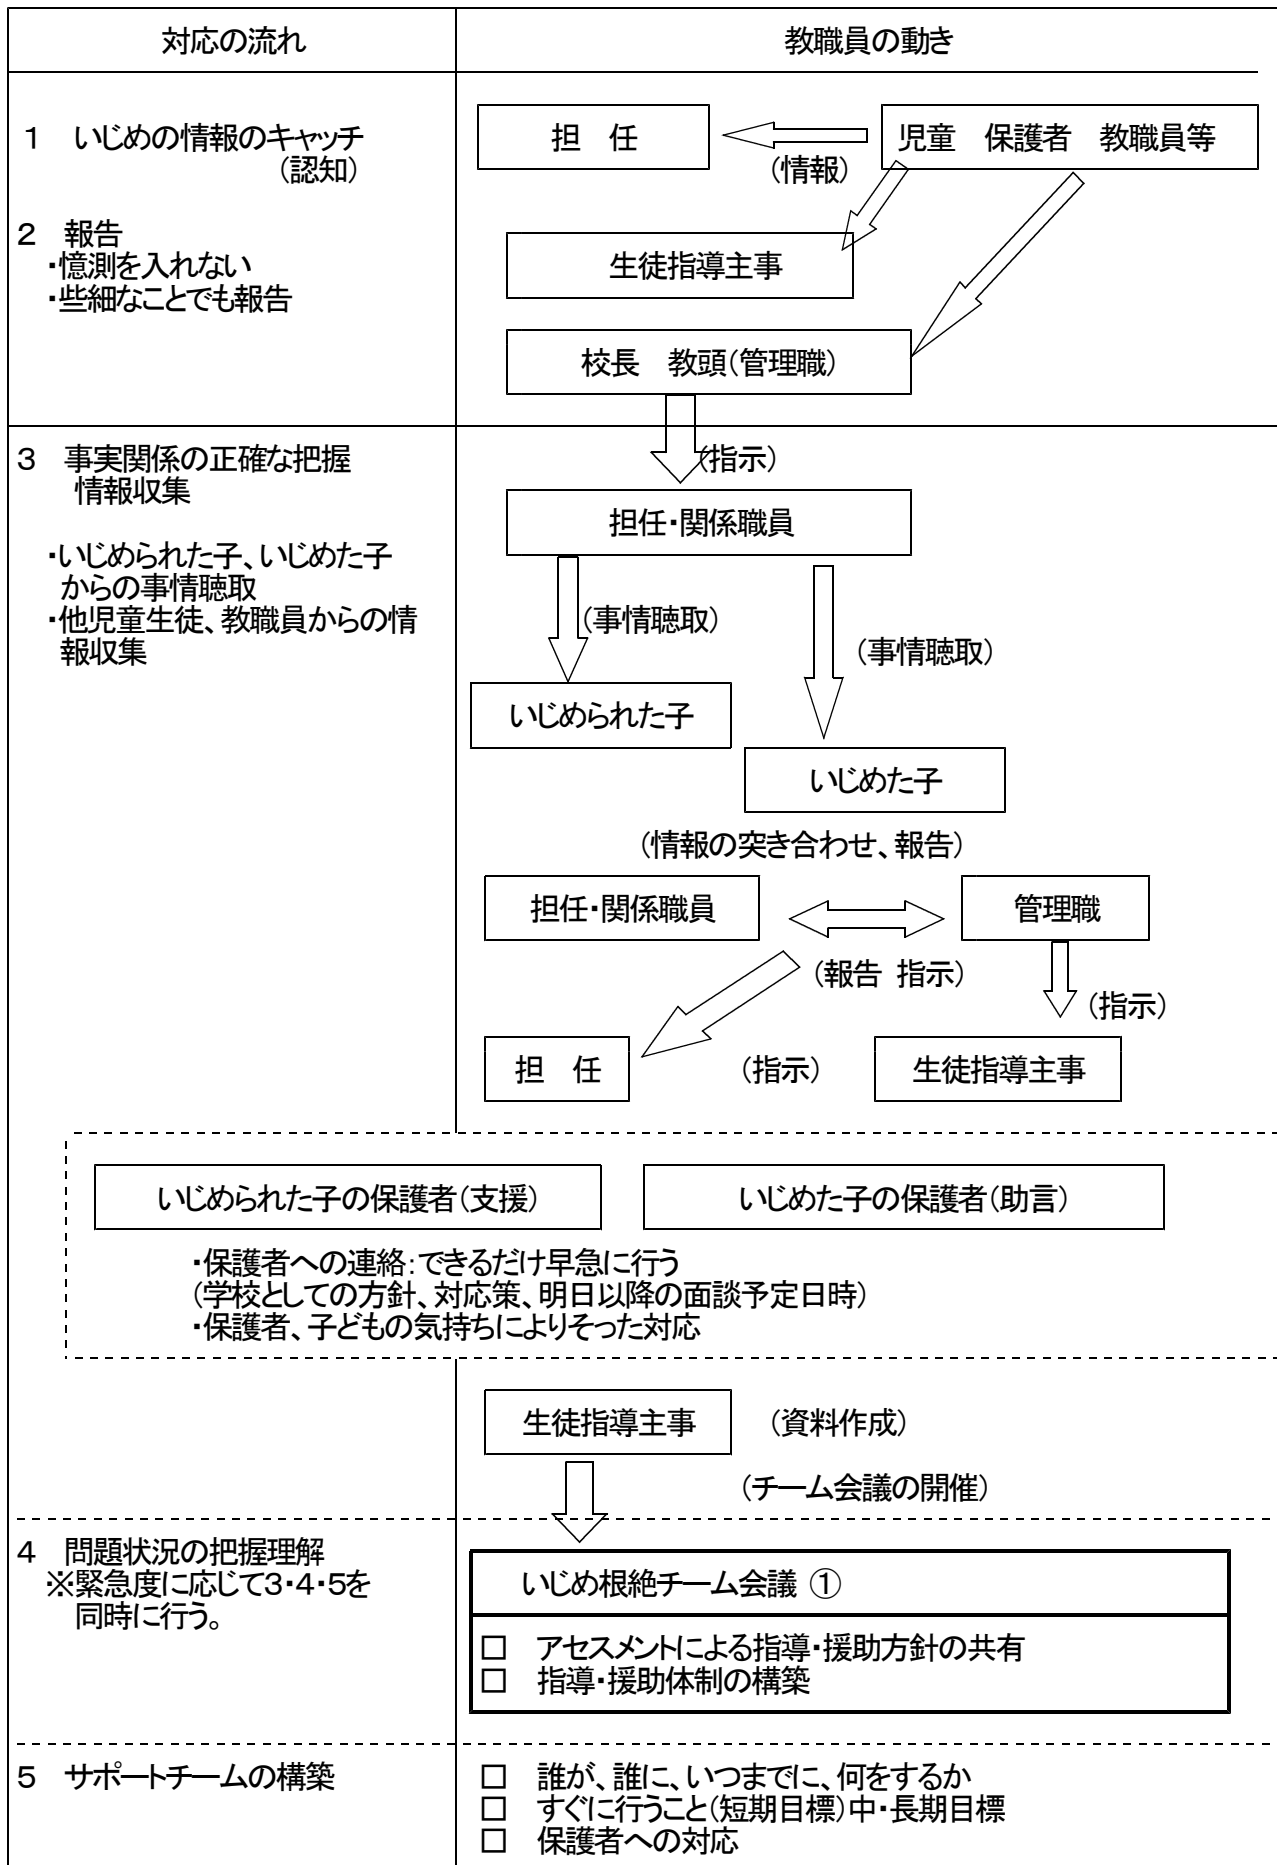 対応の流れ
教職員の動き
1　いじめの情報のキャッチ
(認知)
担　任
児童　保護者　教職員等
(情報)
2　報告
・憶測を入れない
・些細なことでも報告
生徒指導主事
校長　教頭(管理職)
3　事実関係の正確な把握
情報収集
(指示)
担任・関係職員
・いじめられた子、いじめた子
からの事情聴取
・他児童生徒、教職員からの情
報収集
(事情聴取)
(事情聴取)
いじめられた子
いじめた子
(情報の突き合わせ、報告)
担任・関係職員
管理職
(報告 指示)
(指示)
担　任
(指示)
生徒指導主事
いじめられた子の保護者(支援)
いじめた子の保護者(助言)
・保護者への連絡:できるだけ早急に行う
(学校としての方針、対応策、明日以降の面談予定日時)
・保護者、子どもの気持ちによりそった対応
生徒指導主事
(資料作成)
(チーム会議の開催)
4　問題状況の把握理解
※緊急度に応じて3・4・5を
同時に行う。
いじめ根絶チーム会議 ①
□　アセスメントによる指導・援助方針の共有
□　指導・援助体制の構築
5　サポートチームの構築
□　誰が、誰に、いつまでに、何をするか
□　すぐに行うこと(短期目標)中・長期目標
□　保護者への対応